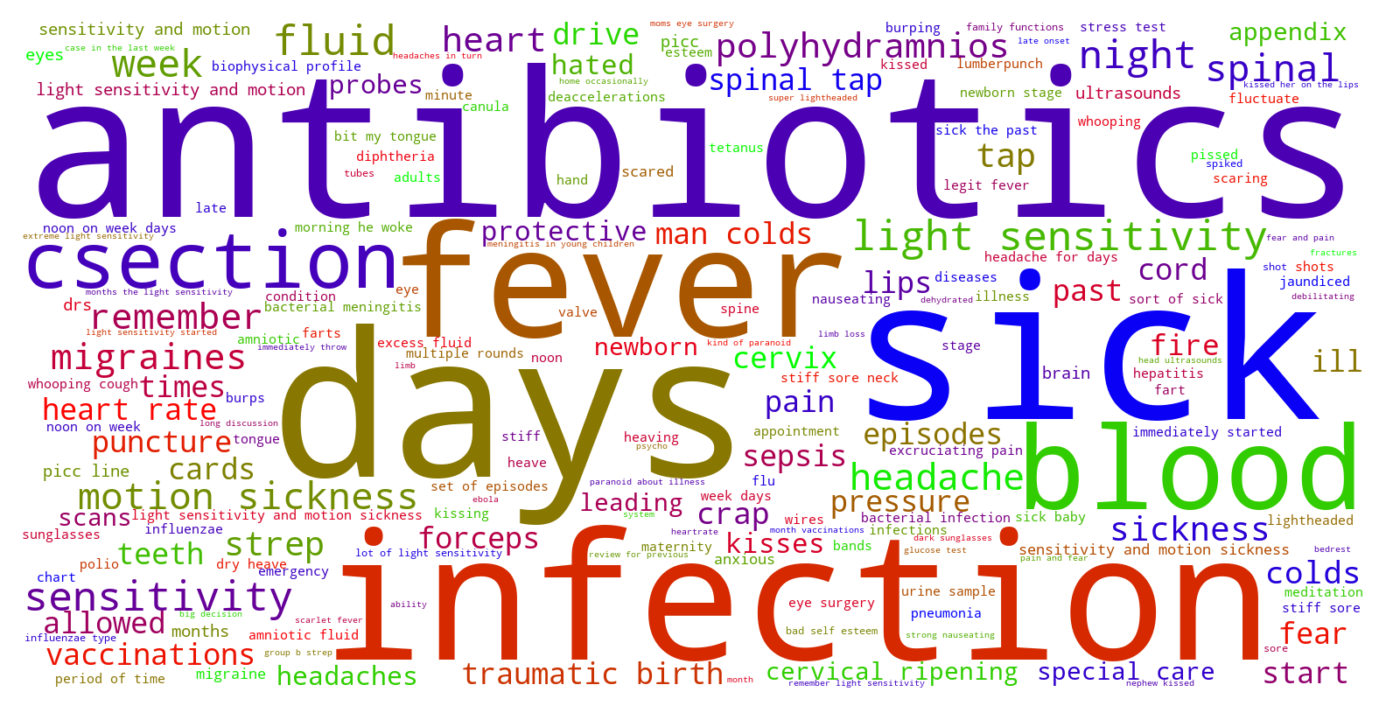 sensitivity and motion
fluid
heart
drive
picc
moms eye surgery
burping
family functions
stress test
appendix
eyes
case in the last week
week
biophysical profile
headaches in turn
hated
esteem
polyhydramnios
kissed
late onset
night
spinal
light sensitivity and motion
probes
minute
canula
home occasionally
deaccelerations
spinal tap
super lightheaded
lumberpunch
newborn stage
ultrasounds
kissed her on the lips
fluctuate
antibiotics
bit my tongue
diphtheria
tubes
adults
hand
scared
tetanus
sick the past
tap
legit fever
whooping
pissed
spiked
scaring
late
noon on week days
extreme light sensitivity
morning he woke
csection
fever
protective
meningitis in young children
man colds
light sensitivity
fear and pain
fractures
headache for days
months the light sensitivity
condition
eye
lips
diseases
cord
shot
shots
jaundiced
drs
remember
bacterial meningitis
valve
spine
nauseating
dehydrated
illness
past
sort of sick
debilitating
light sensitivity started
amniotic
farts
immediately throw
excess fluid
limb loss
kind of paranoid
sick
migraines
multiple rounds
limb
noon
newborn
cervix
stage
fire
head ultrasounds
ill
whooping cough
times
burps
days
stiff sore neck
brain
hepatitis
fart
heart rate
noon on week
long discussion
pain
puncture
tongue
stiff
heaving
psycho
appointment
episodes
excruciating pain
immediately started
blood
picc line
cards
heave
sepsis
headache
motion sickness
set of episodes
ebola
kissing
paranoid about illness
system
flu
leading
week days
pressure
scans
light sensitivity and motion sickness
heartrate
crap
wires
bacterial infection
sick baby
sickness
lightheaded
sunglasses
influenzae
forceps
month vaccinations
infections
dark sunglasses
teeth
strep
lot of light sensitivity
maternity
review for previous
kisses
anxious
bands
glucose test
sensitivity and motion sickness
pain and fear
bedrest
polio
dry heave
emergency
chart
infection
colds
sensitivity
big decision
ability
eye surgery
urine sample
pneumonia
meditation
stiff sore
allowed
months
scarlet fever
amniotic fluid
bad self esteem
strong nauseating
fear
influenzae type
group b strep
vaccinations
sore
period of time
migraine
headaches
traumatic birth
month
cervical ripening
remember light sensitivity
special care
nephew kissed
start